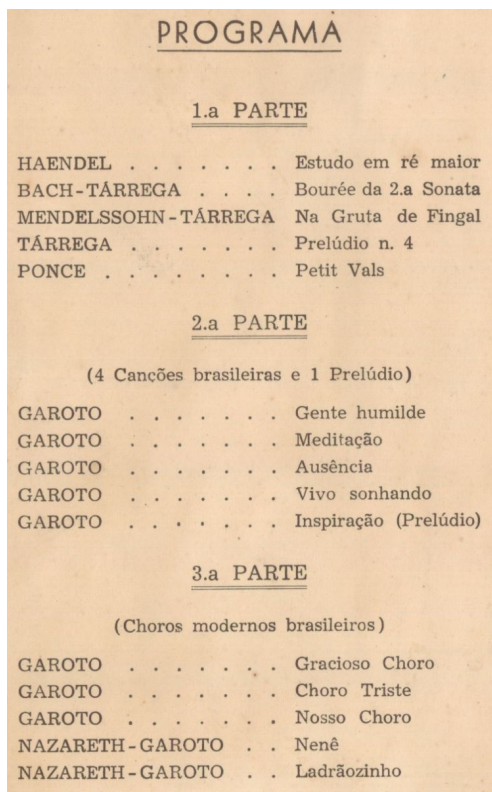 PROGRAMA
1.a PARTE
HAENDEL . . . . . . . Estudo em ré maior
BACH-TÁRREGA . . . . Bourée da 2.a Sonata
MENDELSSOHN-TÁRREGA Na Gruta de Fingal
TÁRREGA . . . . . . . Prelúdio n. 4
PONCE . . . . . . . . Petit Vals
2.a PARTE
(4 Canções brasileiras e 1 Prelúdio)
GAROTO . . . . . . . Gente humilde
GAROTO . . . . . . . Meditação
GAROTO . . . . . . . Ausência
GAROTO . . . . . . . Vivo sonhando
GAROTO . . . . . . . Inspiração (Prelúdio)
3.a PARTE
(Choros modernos brasileiros)
GAROTO . . . . . . . Gracioso Choro
GAROTO . . . . . . . Choro Triste
GAROTO . . . . . . . Nosso Choro
NAZARETH-GAROTO . . Nenê
NAZARETH-GAROTO . . Ladrãozinho